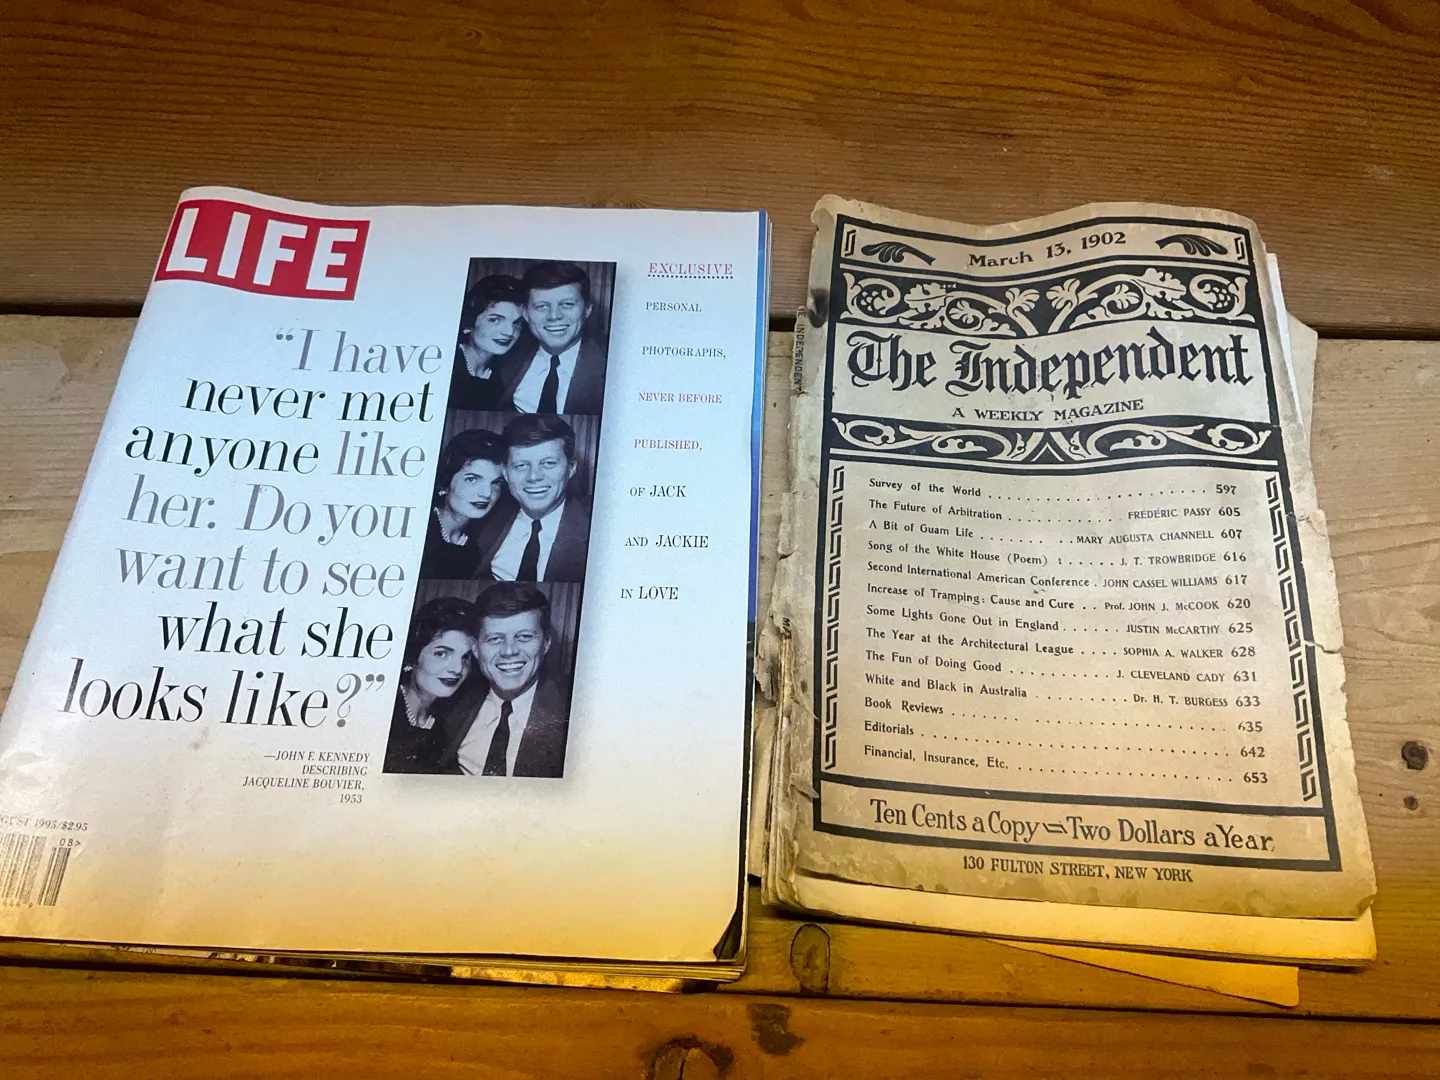 LIFE
“I have
never met
anyone like
her. Do you
want to see
what she
looks like?”
—JOHN F. KENNEDY
DESCRIBING
JACQUELINE BOUVIER,
1953
1995/$2.95
08>
EXCLUSIVE
PERSONAL
PHOTOGRAPHS,
NEVER BEFORE
PUBLISHED,
OF JACK
AND JACKIE
IN LOVE
March 13, 1902
The Independent
A WEEKLY MAGAZINE
Survey of the World . . . . . . . . . . . . . . . . . . . . . . . . 597
The Future of Arbitration . . . . . . . . . . . . . FRÉDÉRIC PASSY 605
A Bit of Guam Life . . . . . . . . . . MARY AUGUSTA CHANNELL 607
Song of the White House (Poem) : . . . . . . J. T. TROWBRIDGE 616
Second International American Conference . JOHN CASSEL WILLIAMS 617
Increase of Tramping: Cause and Cure . . Prof. JOHN J. McCOOK 620
Some Lights Gone Out in England . . . . . . JUSTIN McCARTHY 625
The Year at the Architectural League . . . . SOPHIA A. WALKER 628
The Fun of Doing Good . . . . . . . . . . . . J. CLEVELAND CADY 631
White and Black in Australia . . . . . . . . . . . Dr. H. T. BURGESS 633
Book Reviews . . . . . . . . . . . . . . . . . . . . . . . . . . . . 635
Editorials . . . . . . . . . . . . . . . . . . . . . . . . . . . . . . . 642
Financial, Insurance, Etc. . . . . . . . . . . . . . . . . . . . . . 653
Ten Cents a Copy = Two Dollars a Year.
130 FULTON STREET, NEW YORK
INDEPENDENT